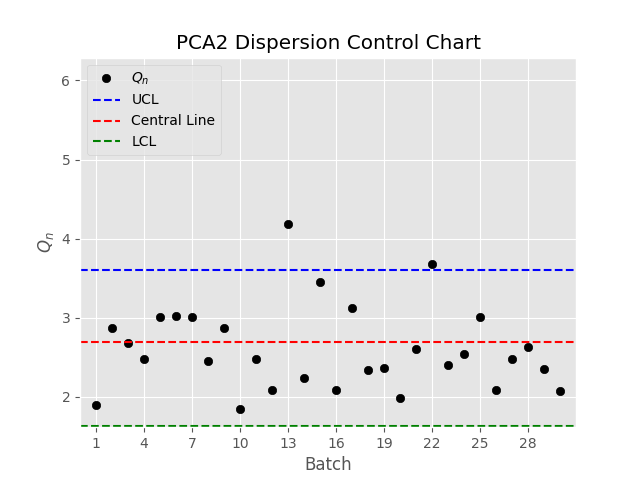 PCA2 Dispersion Control Chart
Qn
UCL
Central Line
LCL
6
5
4
3
2
Qn
1 4 7 10 13 16 19 22 25 28
Batch